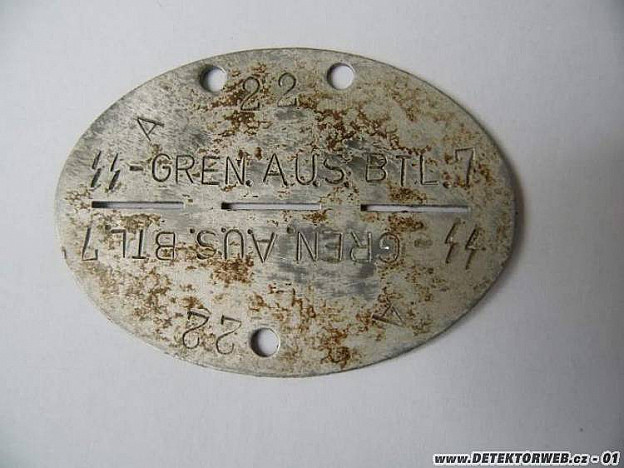 22
A
ᛋᛋ-GREN. A.U.S. BTL. 7
ᛋᛋ-GREN. A.U.S. BTL. 7
A
22
www.DETEKTORWEB.cz - 01